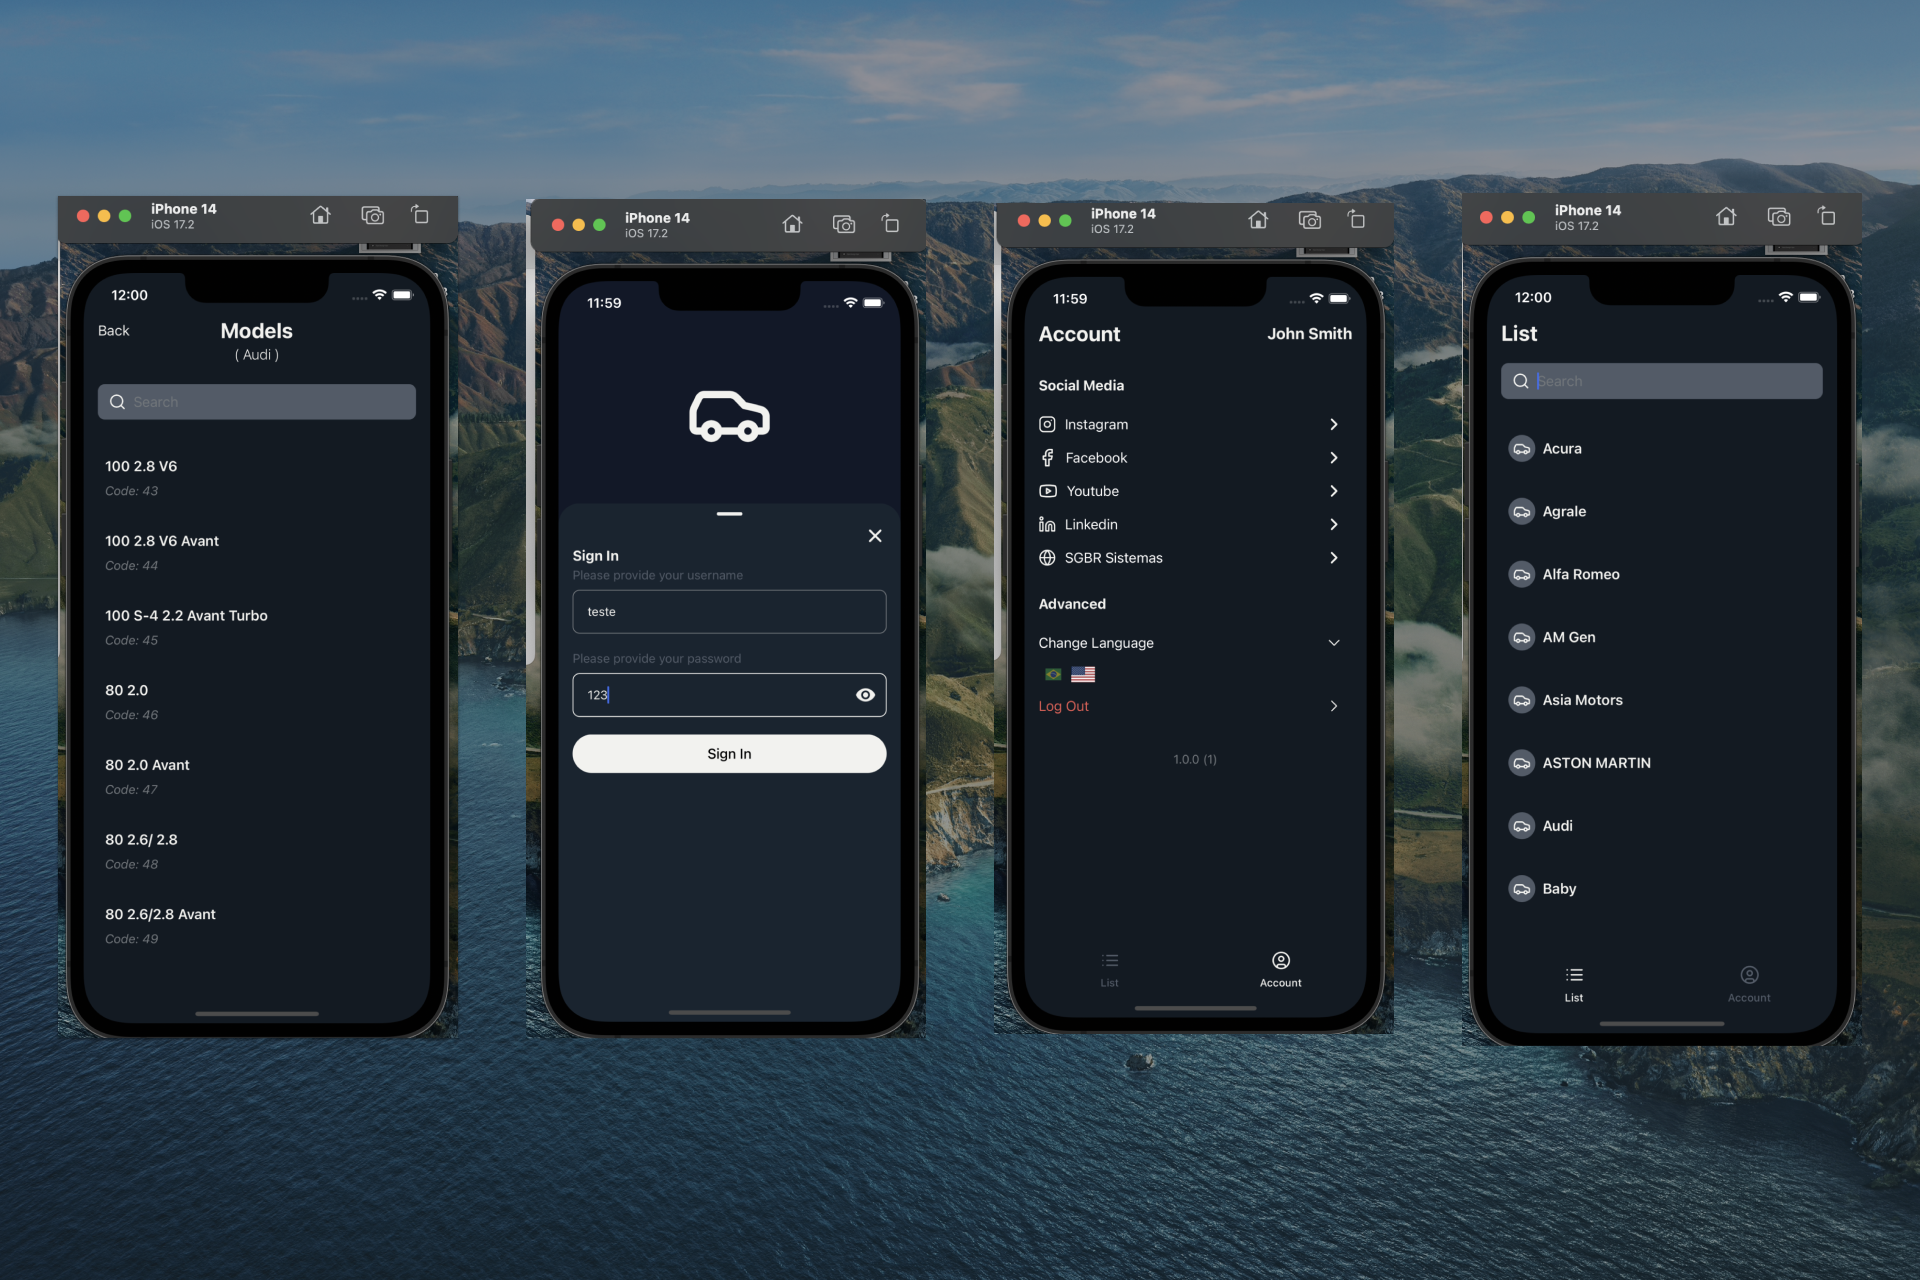 iPhone 14
iOS 17.2
12:00
Back
Models
( Audi )
Search
100 2.8 V6
Code: 43
100 2.8 V6 Avant
Code: 44
100 S-4 2.2 Avant Turbo
Code: 45
80 2.0
Code: 46
80 2.0 Avant
Code: 47
80 2.6/ 2.8
Code: 48
80 2.6/2.8 Avant
Code: 49
iPhone 14
iOS 17.2
11:59
Sign In
Please provide your username
teste
Please provide your password
123
Sign In
iPhone 14
iOS 17.2
11:59
Account
John Smith
Social Media
Instagram
Facebook
Youtube
Linkedin
SGBR Sistemas
Advanced
Change Language
Log Out
1.0.0 (1)
List
Account
iPhone 14
iOS 17.2
12:00
List
Search
Acura
Agrale
Alfa Romeo
AM Gen
Asia Motors
ASTON MARTIN
Audi
Baby
List
Account